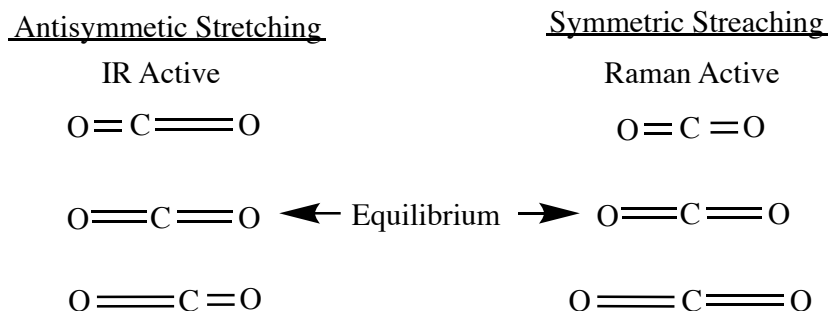 Antisymmetic Stretching
IR Active
O=C=O
O=C=O
O=C=O
Equilibrium
Symmetric Streaching
Raman Active
O=C=O
O=C=O
O=C=O